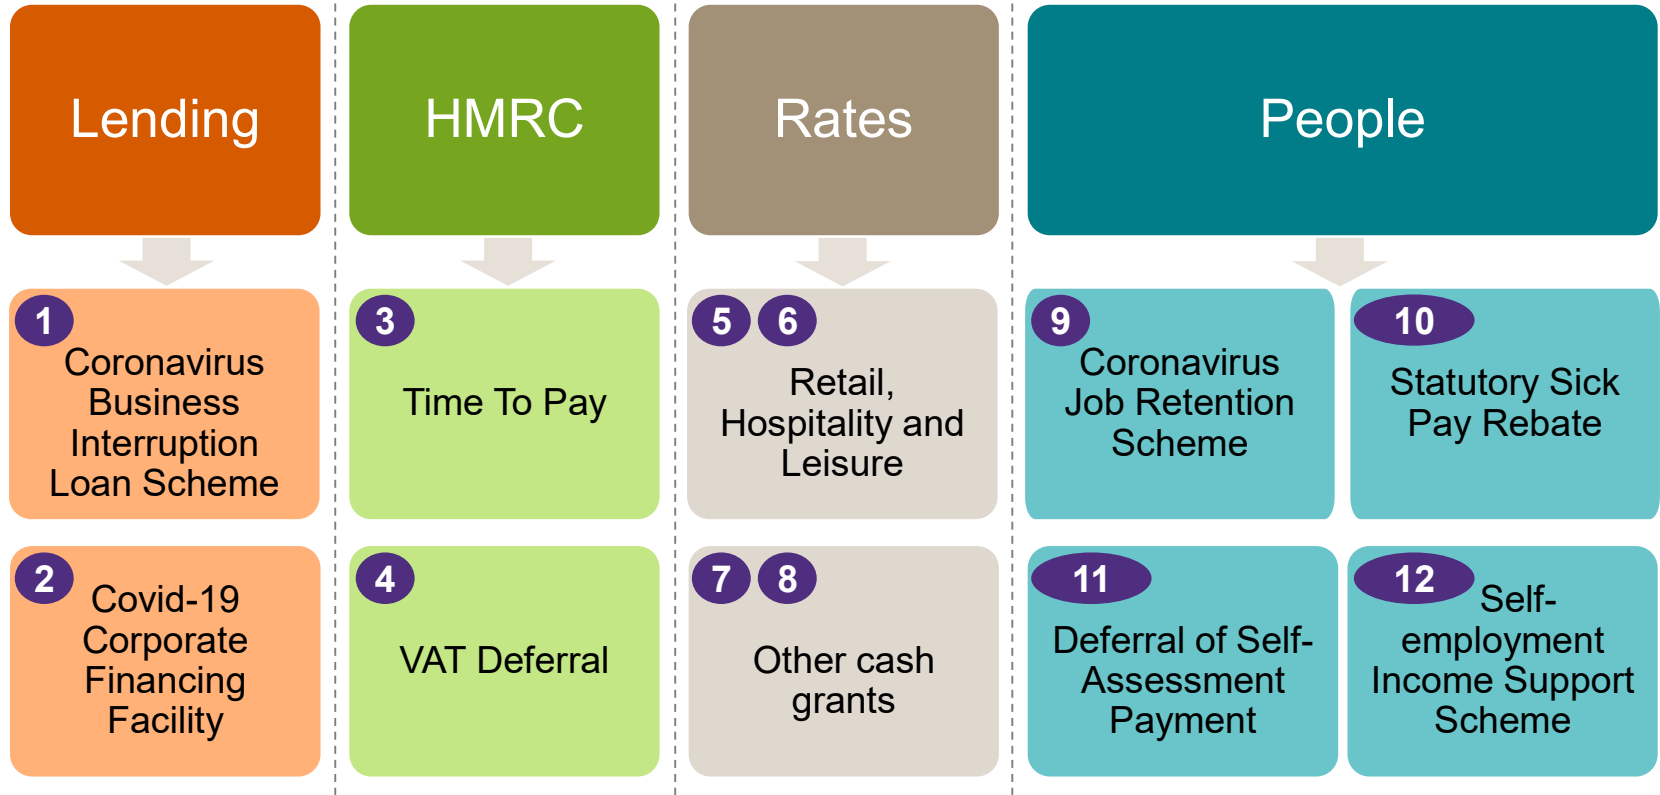 Lending
HMRC
Rates
People
1
Coronavirus
Business
Interruption
Loan Scheme
3
Time To Pay
5 6
Retail,
Hospitality and
Leisure
9
Coronavirus
Job Retention
Scheme
10
Statutory Sick
Pay Rebate
2
Covid-19
Corporate
Financing
Facility
4
VAT Deferral
7 8
Other cash
grants
11
Deferral of Self-
Assessment
Payment
12
Self-
employment
Income Support
Scheme